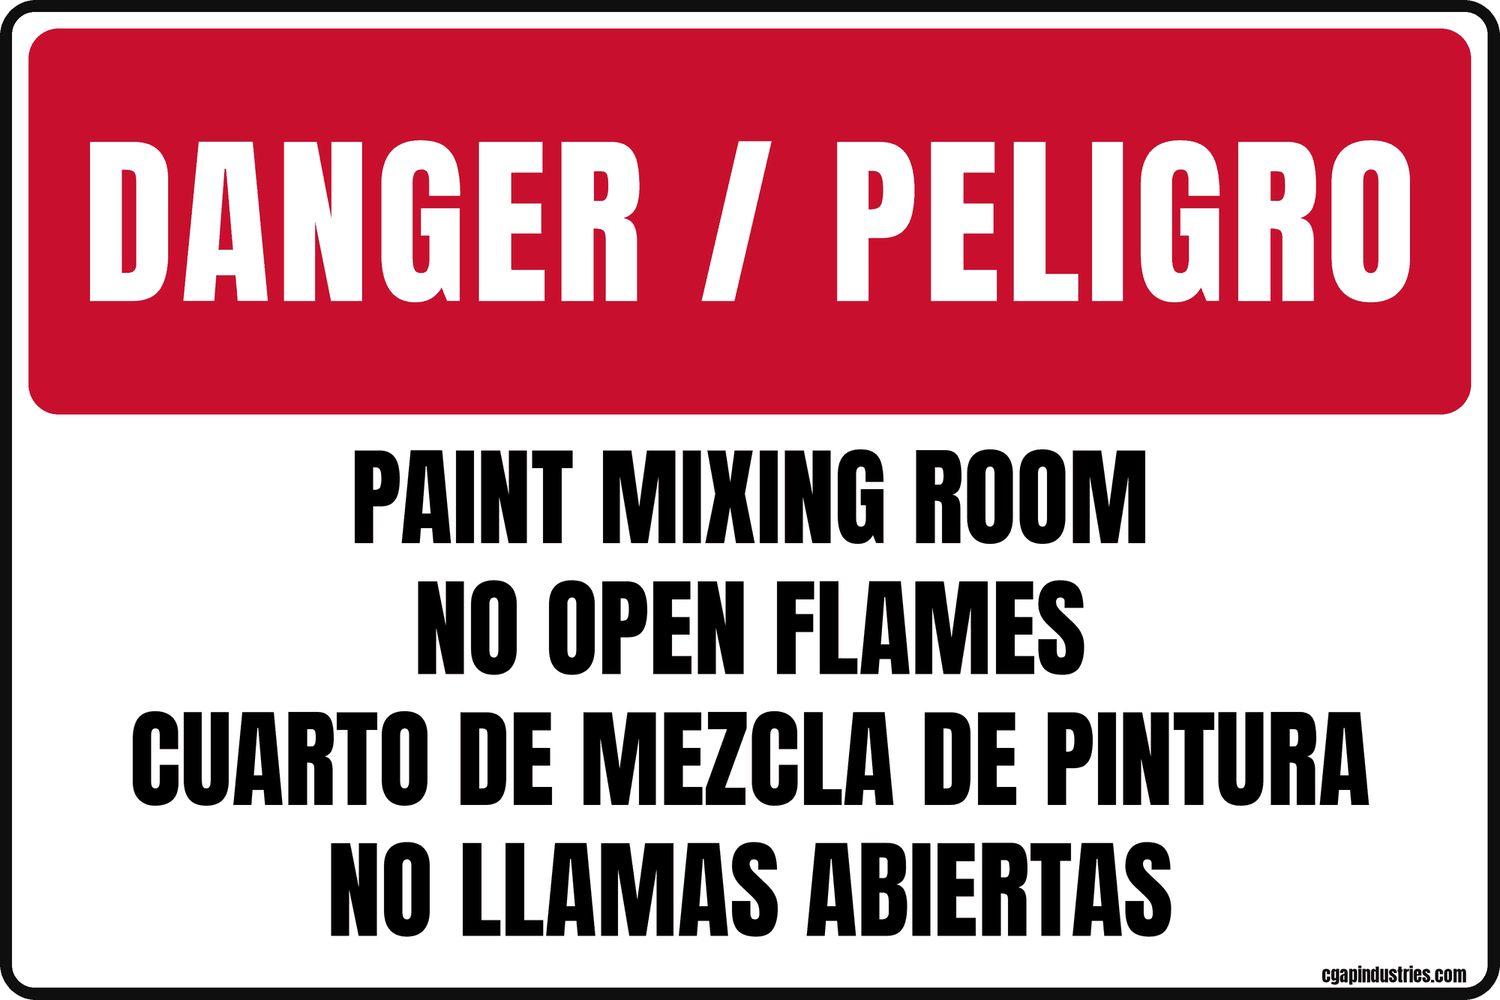 DANGER / PELIGRO
PAINT MIXING ROOM
NO OPEN FLAMES
CUARTO DE MEZCLA DE PINTURA
NO LLAMAS ABIERTAS
cgapindustries.com